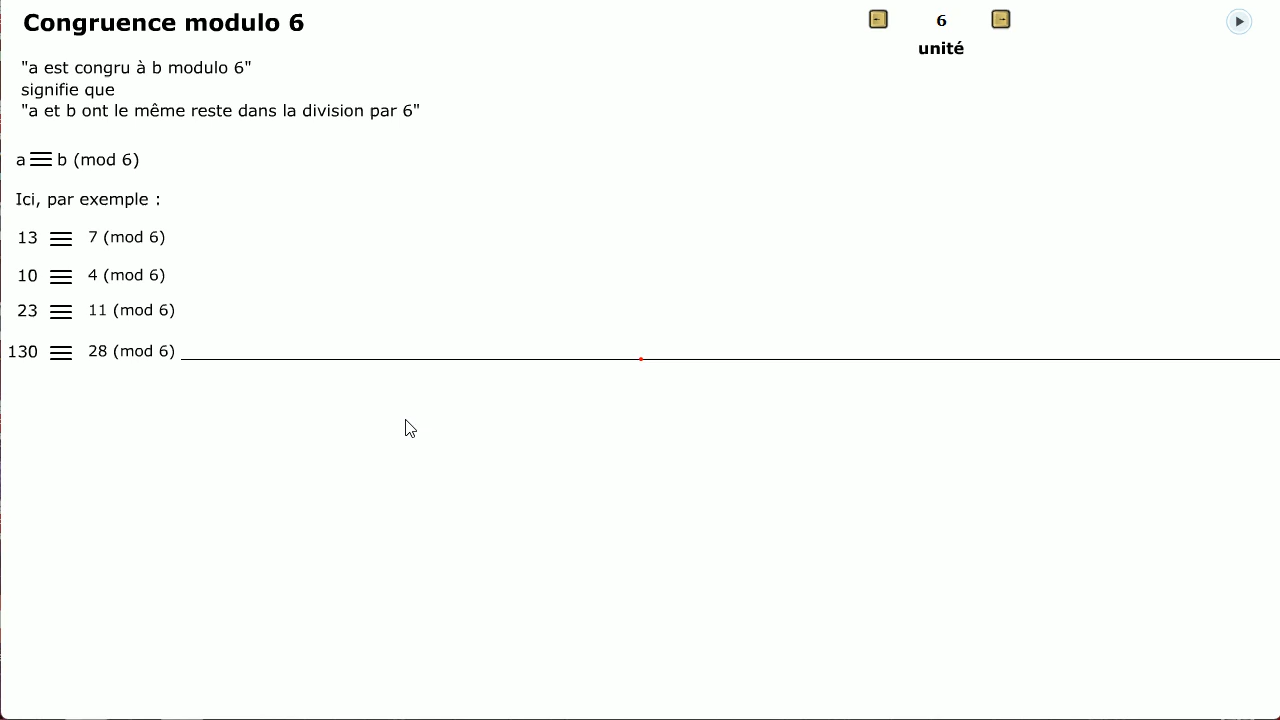 Congruence modulo 6
6
unité
"a est congru à b modulo 6"
signifie que
"a et b ont le même reste dans la division par 6"
a ≡ b (mod 6)
Ici, par exemple :
13 ≡ 7 (mod 6)
10 ≡ 4 (mod 6)
23 ≡ 11 (mod 6)
130 ≡ 28 (mod 6)